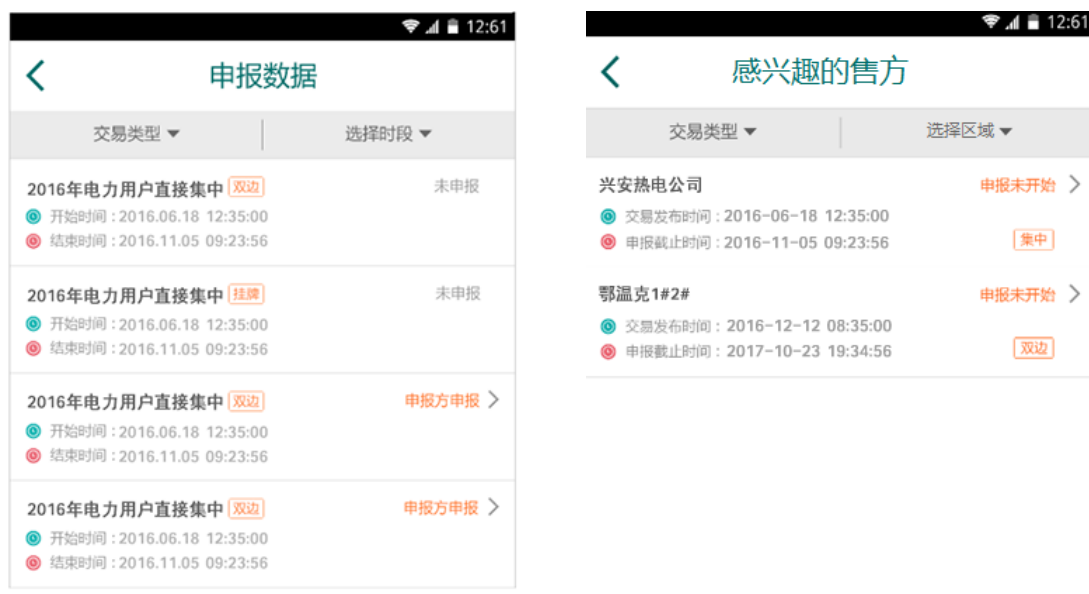 12:61
申报数据
交易类型 选择时段
2016年电力用户直接集中 双边 未申报
开始时间：2016.06.18 12:35:00
结束时间：2016.11.05 09:23:56
2016年电力用户直接集中 挂牌 未申报
开始时间：2016.06.18 12:35:00
结束时间：2016.11.05 09:23:56
2016年电力用户直接集中 双边 申报方申报
开始时间：2016.06.18 12:35:00
结束时间：2016.11.05 09:23:56
2016年电力用户直接集中 双边 申报方申报
开始时间：2016.06.18 12:35:00
结束时间：2016.11.05 09:23:56
12:61
感兴趣的售方
交易类型 选择区域
兴安热电公司 申报未开始
交易发布时间：2016-06-18 12:35:00
申报截止时间：2016-11-05 09:23:56 集中
鄂温克1#2# 申报未开始
交易发布时间：2016-12-12 08:35:00
申报截止时间：2017-10-23 19:34:56 双边